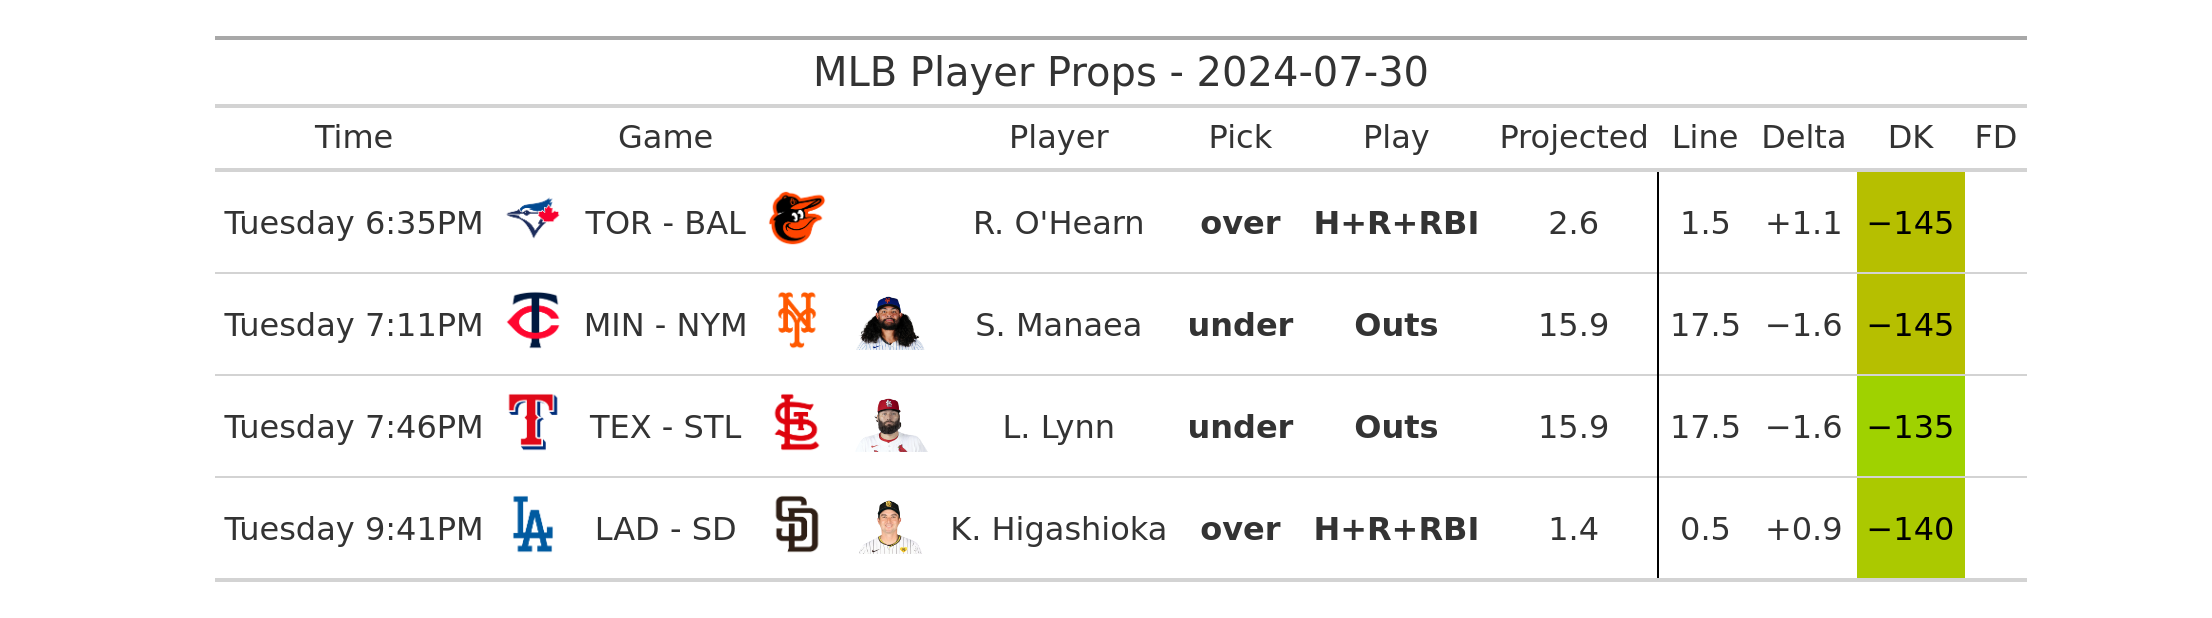 MLB Player Props - 2024-07-30
Time Game Player Pick Play Projected Line Delta DK FD
Tuesday 6:35PM TOR - BAL R. O'Hearn over H+R+RBI 2.6 1.5 +1.1 −145
Tuesday 7:11PM MIN - NYM S. Manaea under Outs 15.9 17.5 −1.6 −145
Tuesday 7:46PM TEX - STL L. Lynn under Outs 15.9 17.5 −1.6 −135
Tuesday 9:41PM LAD - SD K. Higashioka over H+R+RBI 1.4 0.5 +0.9 −140